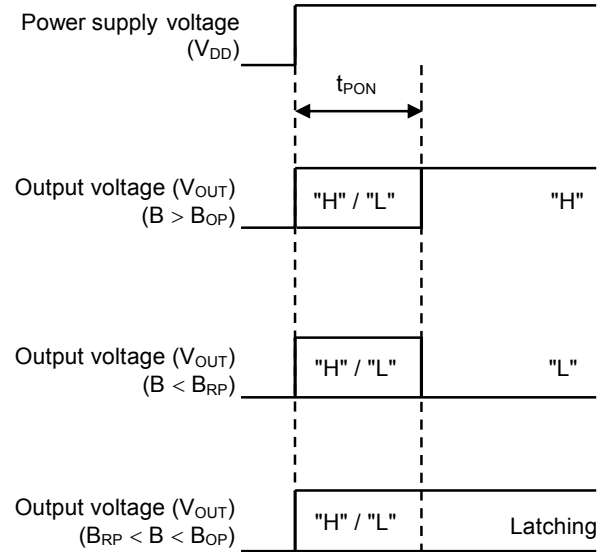 Power supply voltage
(VDD)
tPON
Output voltage (VOUT)
(B > BOP)
"H" / "L"
"H"
Output voltage (VOUT)
(B < BRP)
"H" / "L"
"L"
Output voltage (VOUT)
(BRP < B < BOP)
"H" / "L"
Latching